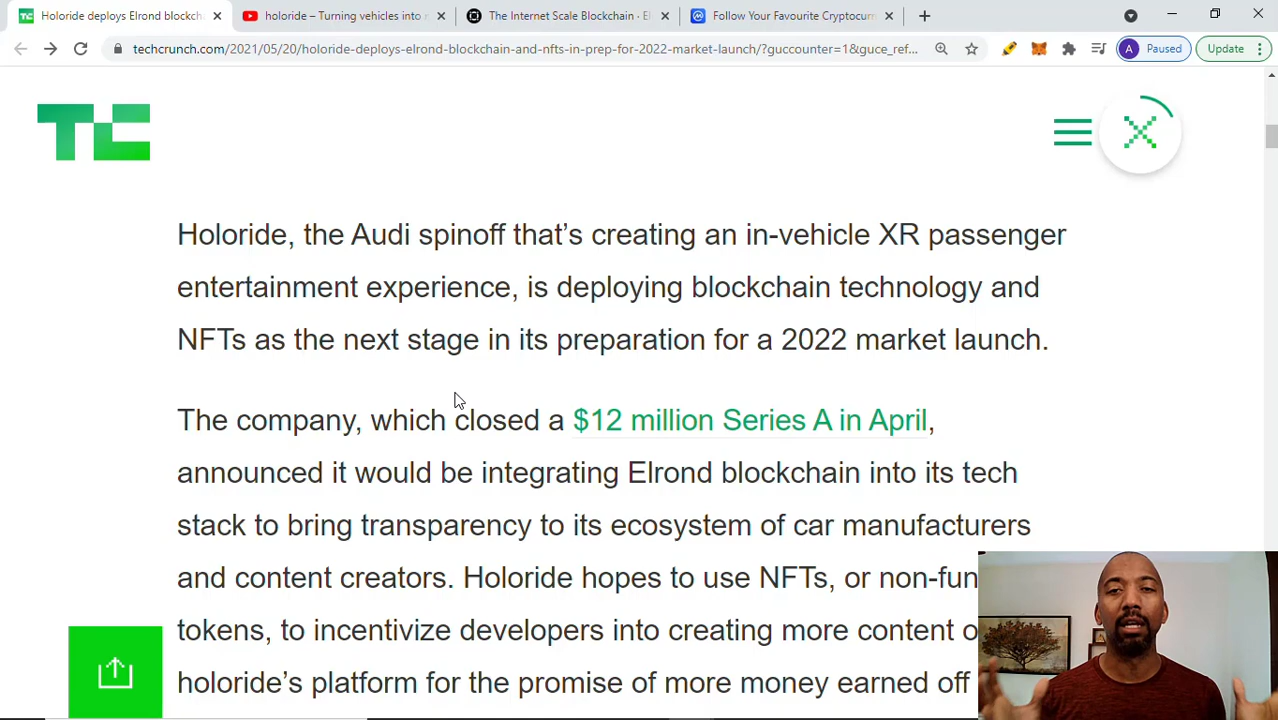 Holoride deploys Elrond blockch
holoride – Turning vehicles into r
The Internet Scale Blockchain · El
Follow Your Favourite Cryptocurr
techcrunch.com/2021/05/20/holoride-deploys-elrond-blockchain-and-nfts-in-prep-for-2022-market-launch/?guccounter=1&guce_ref...
A Paused
Update
TC
Holoride, the Audi spinoff that's creating an in-vehicle XR passenger
entertainment experience, is deploying blockchain technology and
NFTs as the next stage in its preparation for a 2022 market launch.
The company, which closed a $12 million Series A in April,
announced it would be integrating Elrond blockchain into its tech
stack to bring transparency to its ecosystem of car manufacturers
and content creators. Holoride hopes to use NFTs, or non-fun
tokens, to incentivize developers into creating more content o
holoride's platform for the promise of more money earned off